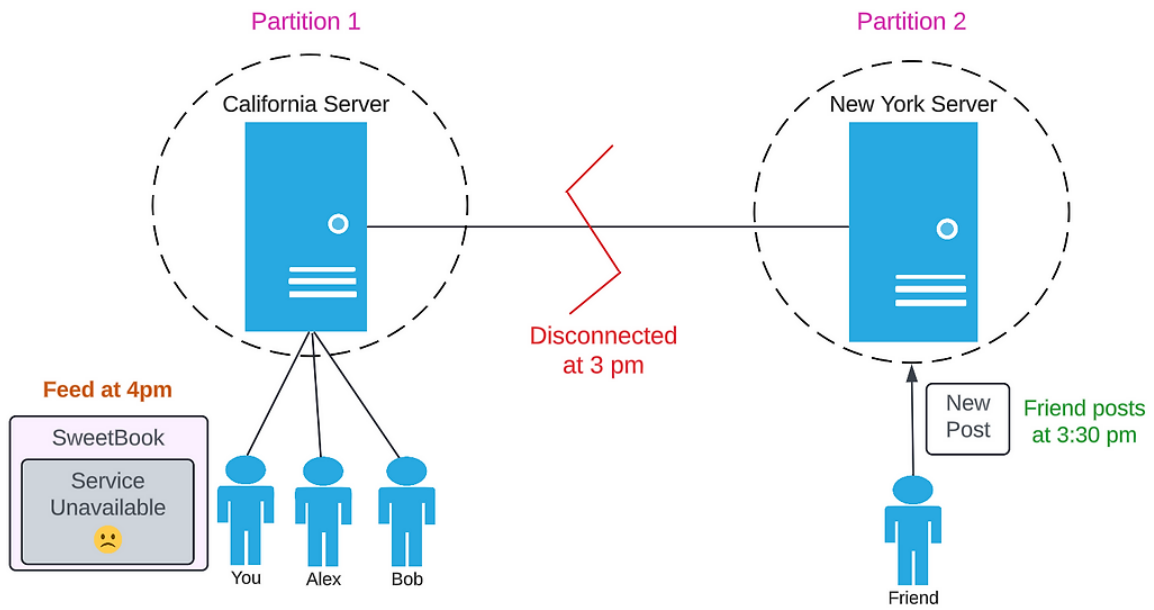 Partition 1
Partition 2
California Server
New York Server
Disconnected
at 3 pm
Feed at 4pm
SweetBook
Service
Unavailable
You
Alex
Bob
New
Post
Friend posts
at 3:30 pm
Friend